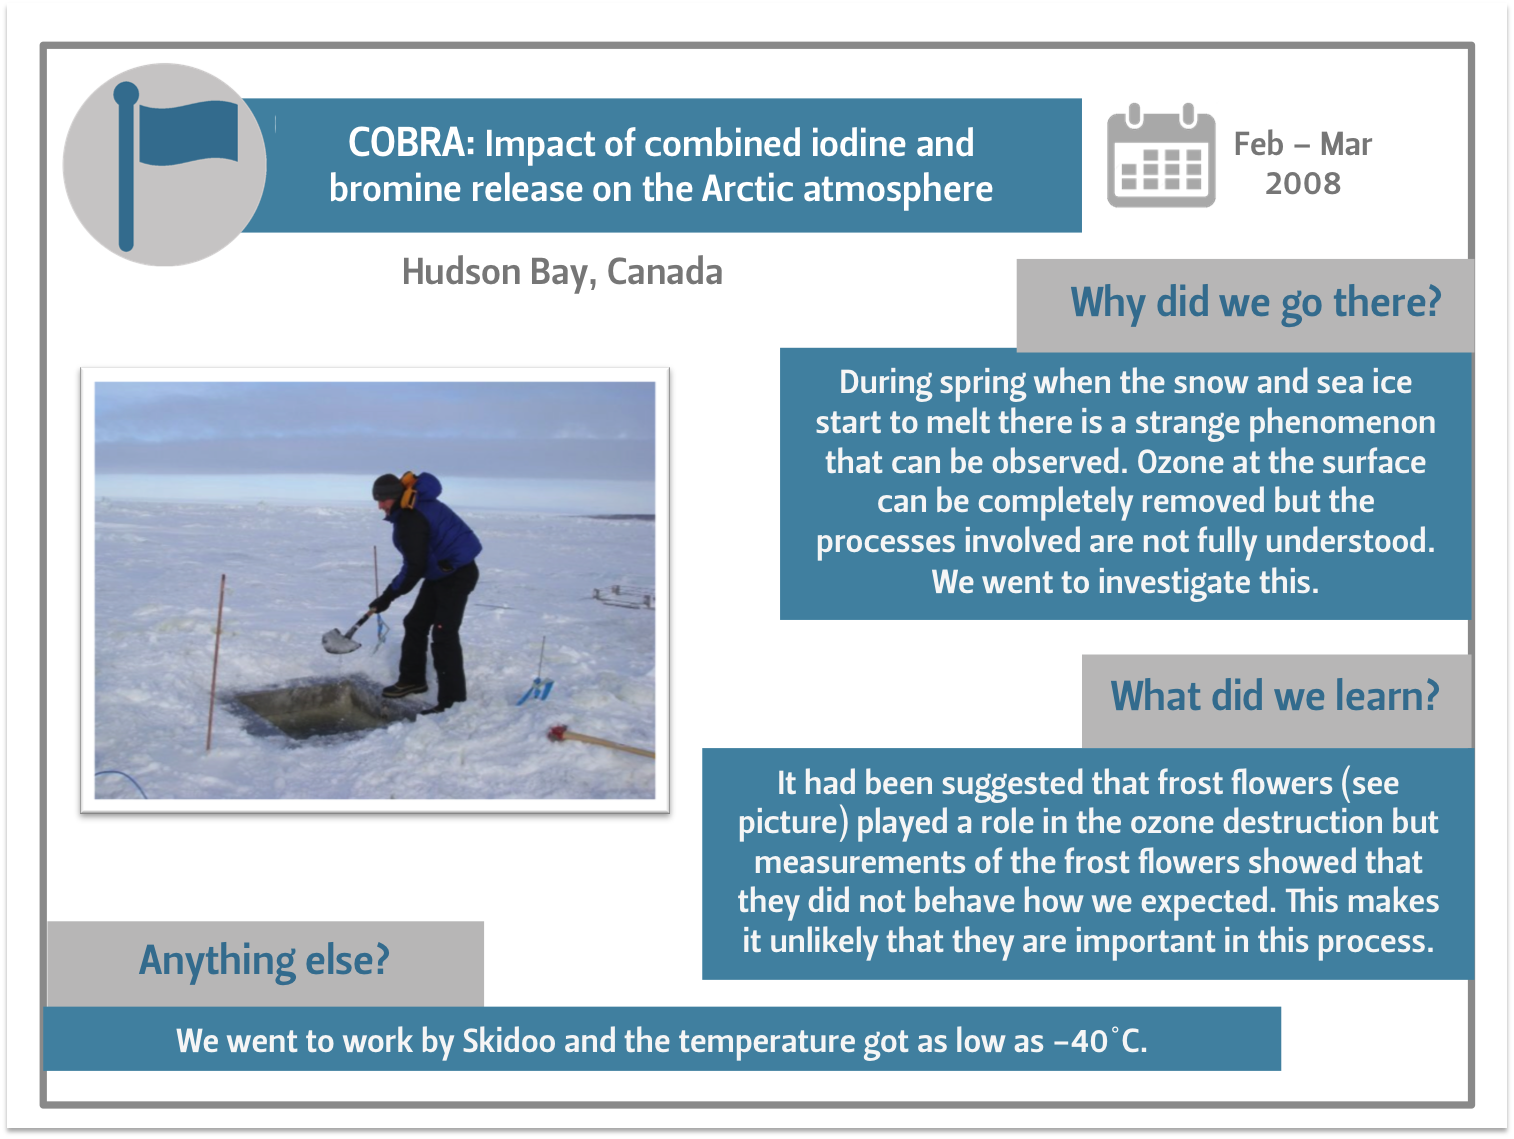 COBRA: Impact of combined iodine and
bromine release on the Arctic atmosphere
Feb – Mar
2008
Hudson Bay, Canada
Why did we go there?
During spring when the snow and sea ice
start to melt there is a strange phenomenon
that can be observed. Ozone at the surface
can be completely removed but the
processes involved are not fully understood.
We went to investigate this.
What did we learn?
It had been suggested that frost flowers (see
picture) played a role in the ozone destruction but
measurements of the frost flowers showed that
they did not behave how we expected. This makes
it unlikely that they are important in this process.
Anything else?
We went to work by Skidoo and the temperature got as low as –40˚C.